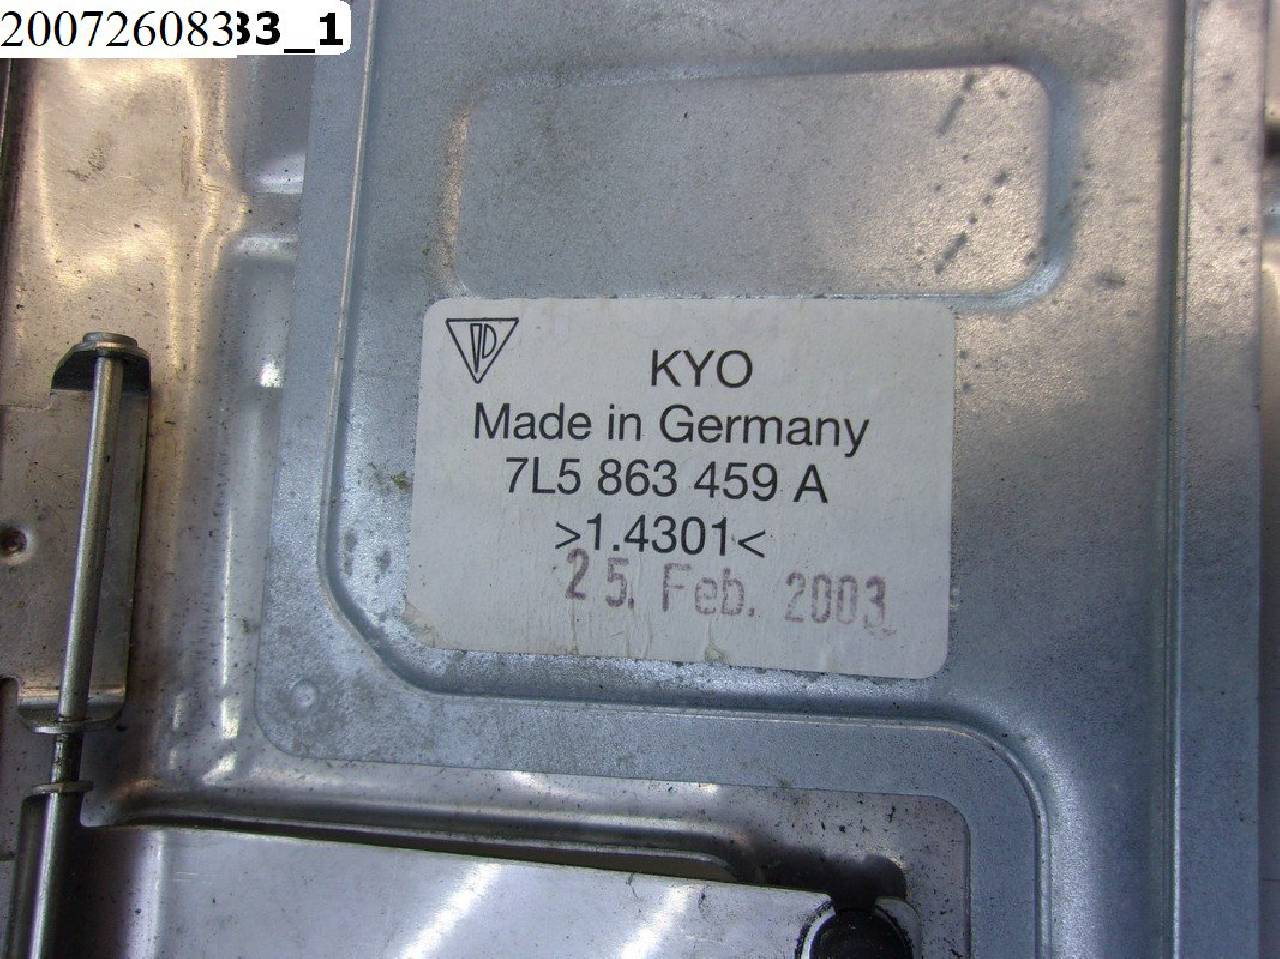 20072608333_1
KYO
Made in Germany
7L5 863 459 A
>1.4301<
25. Feb. 2003